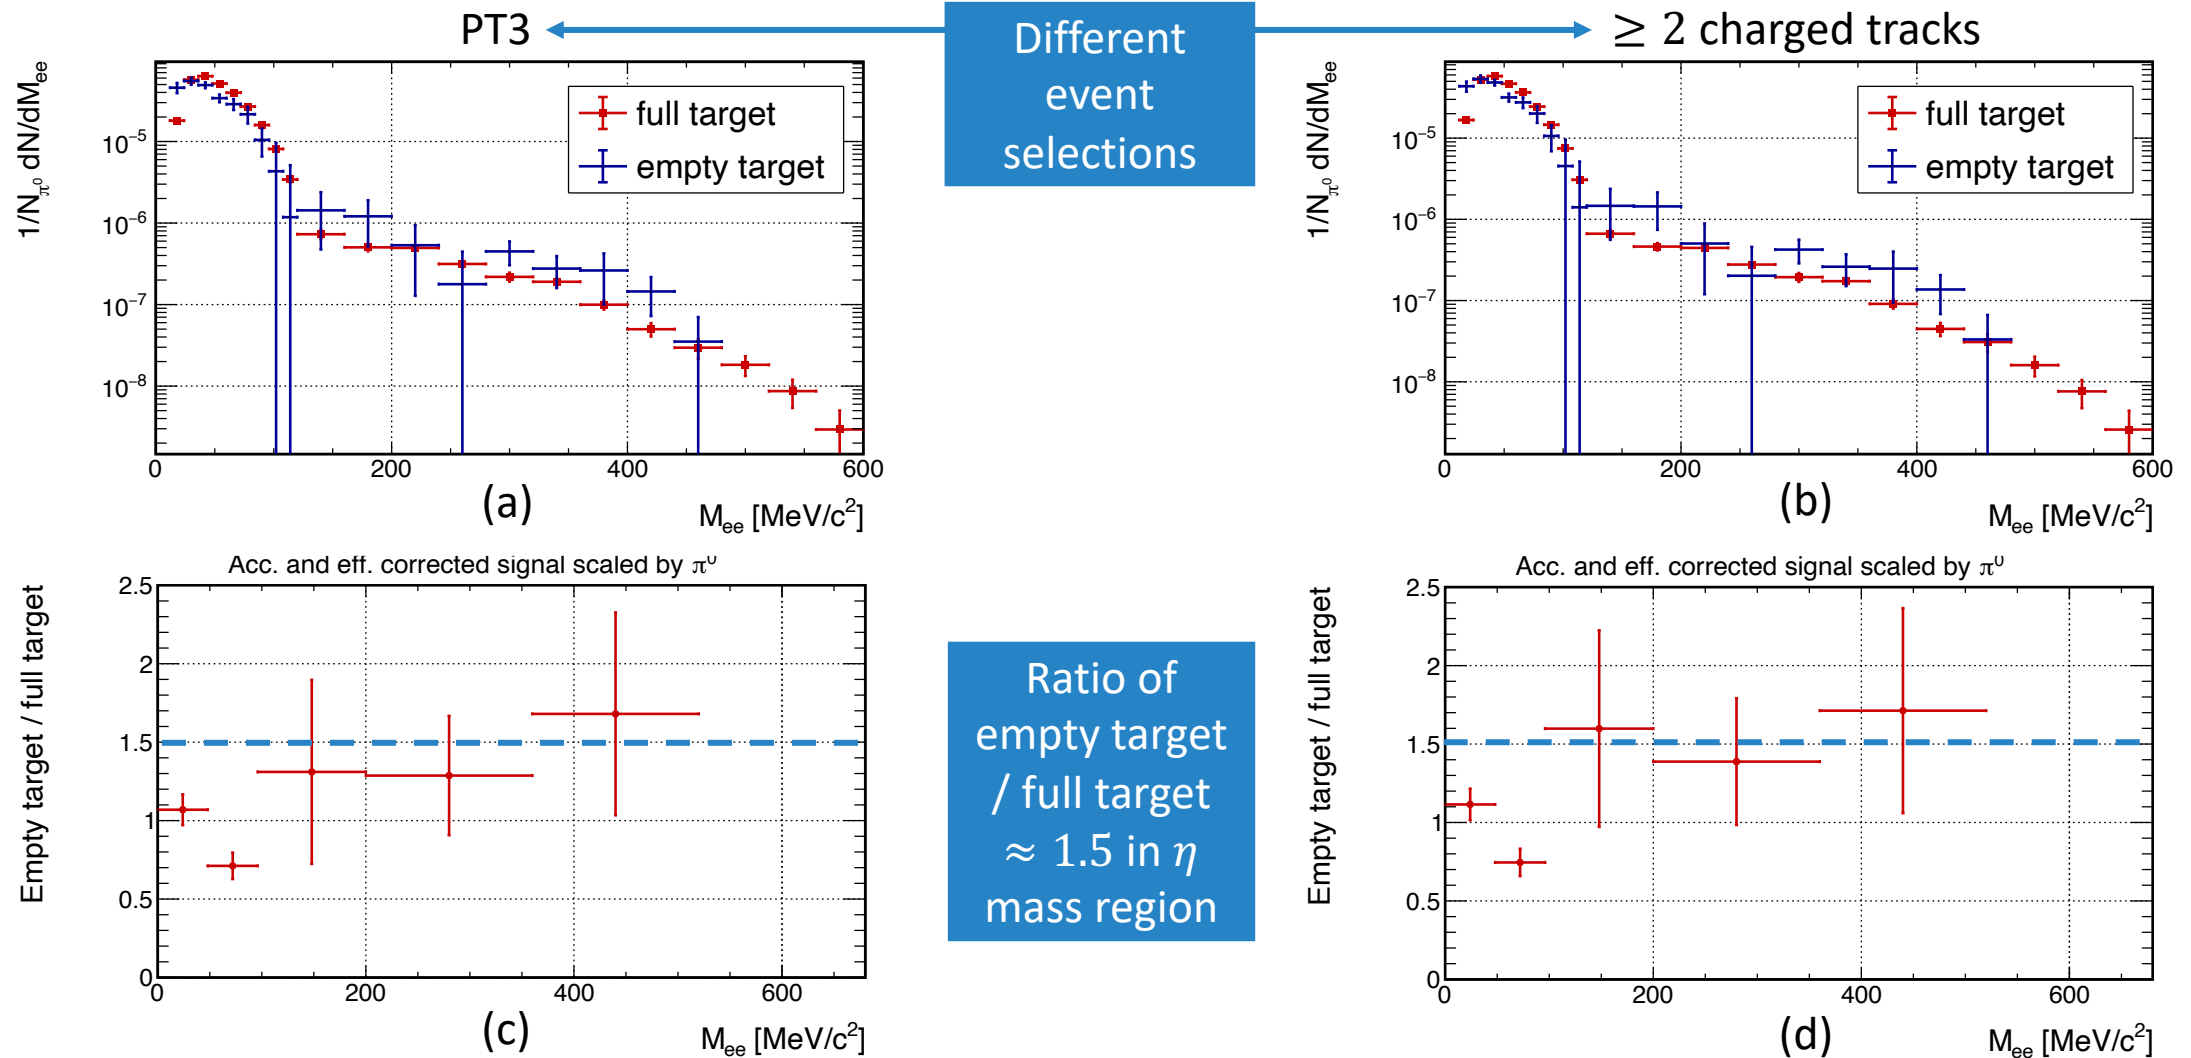 PT3
Different
event
selections
≥ 2 charged tracks
1/N_π⁰ dN/dM_ee
full target
empty target
10⁻⁵
10⁻⁶
10⁻⁷
10⁻⁸
0 200 400 600
(a)
M_ee [MeV/c²]
1/N_π⁰ dN/dM_ee
full target
empty target
10⁻⁵
10⁻⁶
10⁻⁷
10⁻⁸
0 200 400 600
(b)
M_ee [MeV/c²]
Acc. and eff. corrected signal scaled by π⁰
Empty target / full target
2.5
2
1.5
1
0.5
0
0 200 400 600
(c)
M_ee [MeV/c²]
Ratio of
empty target
/ full target
≈ 1.5 in η
mass region
Acc. and eff. corrected signal scaled by π⁰
Empty target / full target
2.5
2
1.5
1
0.5
0
0 200 400 600
(d)
M_ee [MeV/c²]